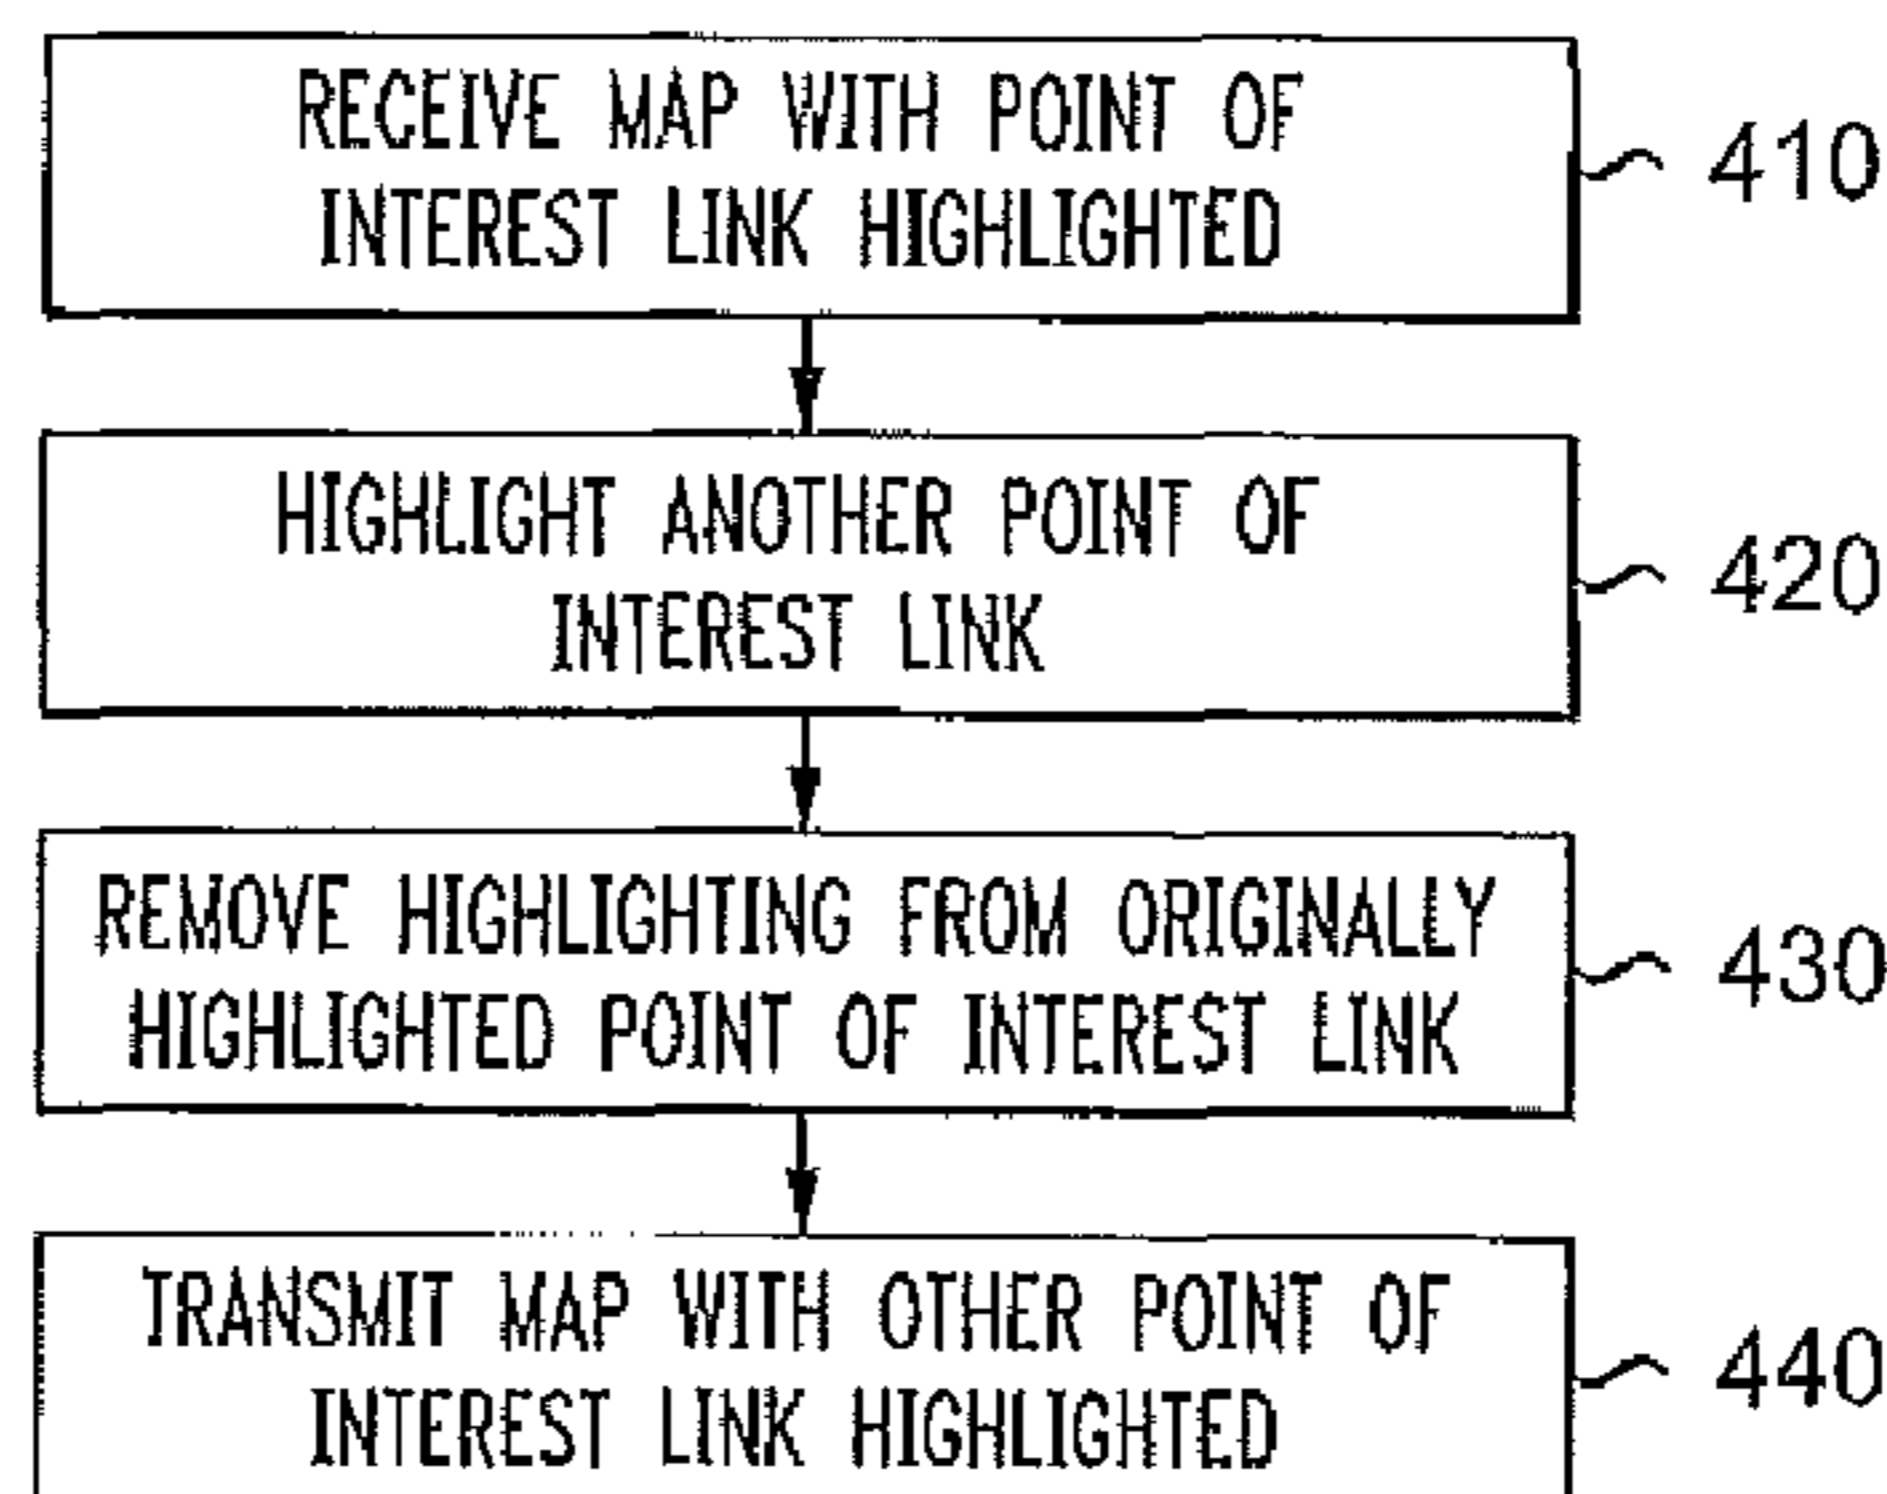 RECEIVE MAP WITH POINT OF
INTEREST LINK HIGHLIGHTED
410
HIGHLIGHT ANOTHER POINT OF
INTEREST LINK
420
REMOVE HIGHLIGHTING FROM ORIGINALLY
HIGHLIGHTED POINT OF INTEREST LINK
430
TRANSMIT MAP WITH OTHER POINT OF
INTEREST LINK HIGHLIGHTED
440